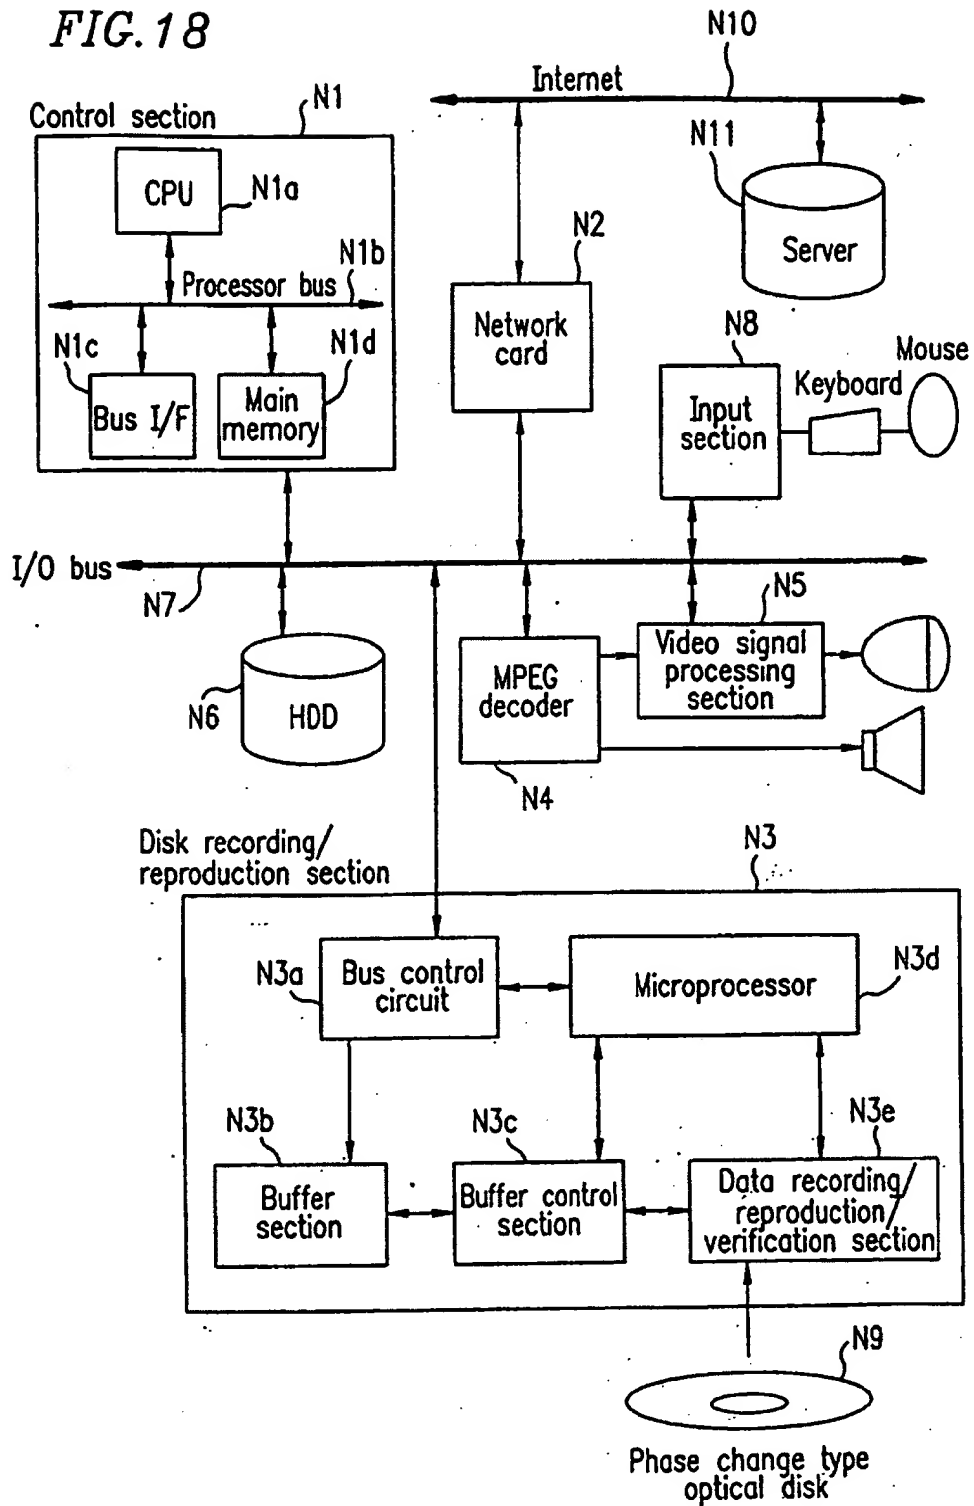 FIG.18
N10
Internet
N1
Control section
N11
CPU
N1a
N2
Server
N1b
Processor bus
Network
card
N8
Mouse
N1c
N1d
Keyboard
Bus I/F
Main
memory
Input
section
I/O bus
N7
N5
Video signal
processing
section
MPEG
decoder
N6
HDD
N4
Disk recording/
reproduction section
N3
N3a
Bus control
circuit
Microprocessor
N3d
N3b
N3c
N3e
Buffer
section
Buffer control
section
Data recording/
reproduction/
verification section
N9
Phase change type
optical disk